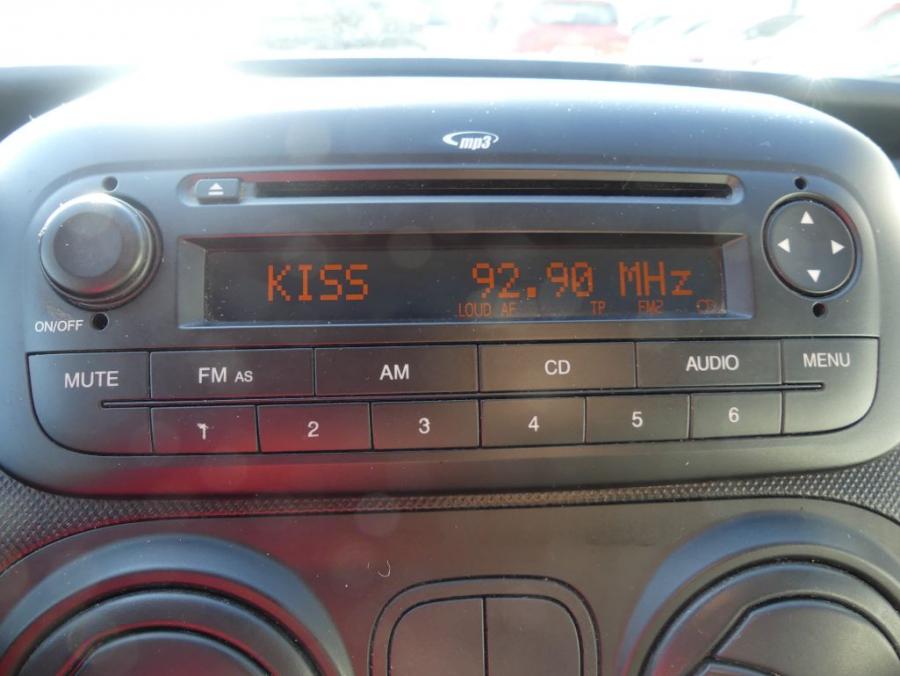 mp3
KISS 92.90 MHz
LOUD AF TP FM2
ON/OFF
MUTE FM AS AM CD AUDIO MENU
1 2 3 4 5 6